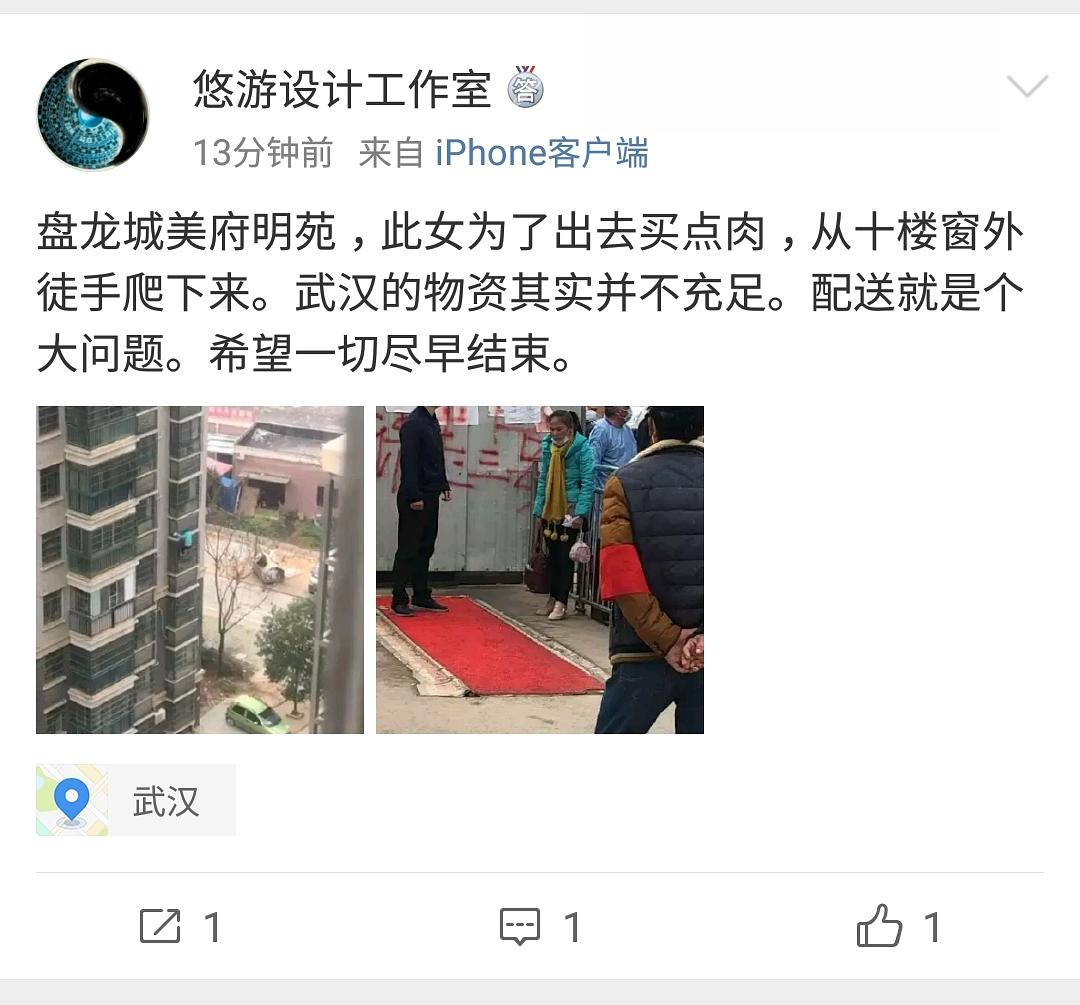 悠游设计工作室
答
13分钟前 来自 iPhone客户端
盘龙城美府明苑，此女为了出去买点肉，从十楼窗外
徒手爬下来。武汉的物资其实并不充足。配送就是个
大问题。希望一切尽早结束。
武汉
1
1
1